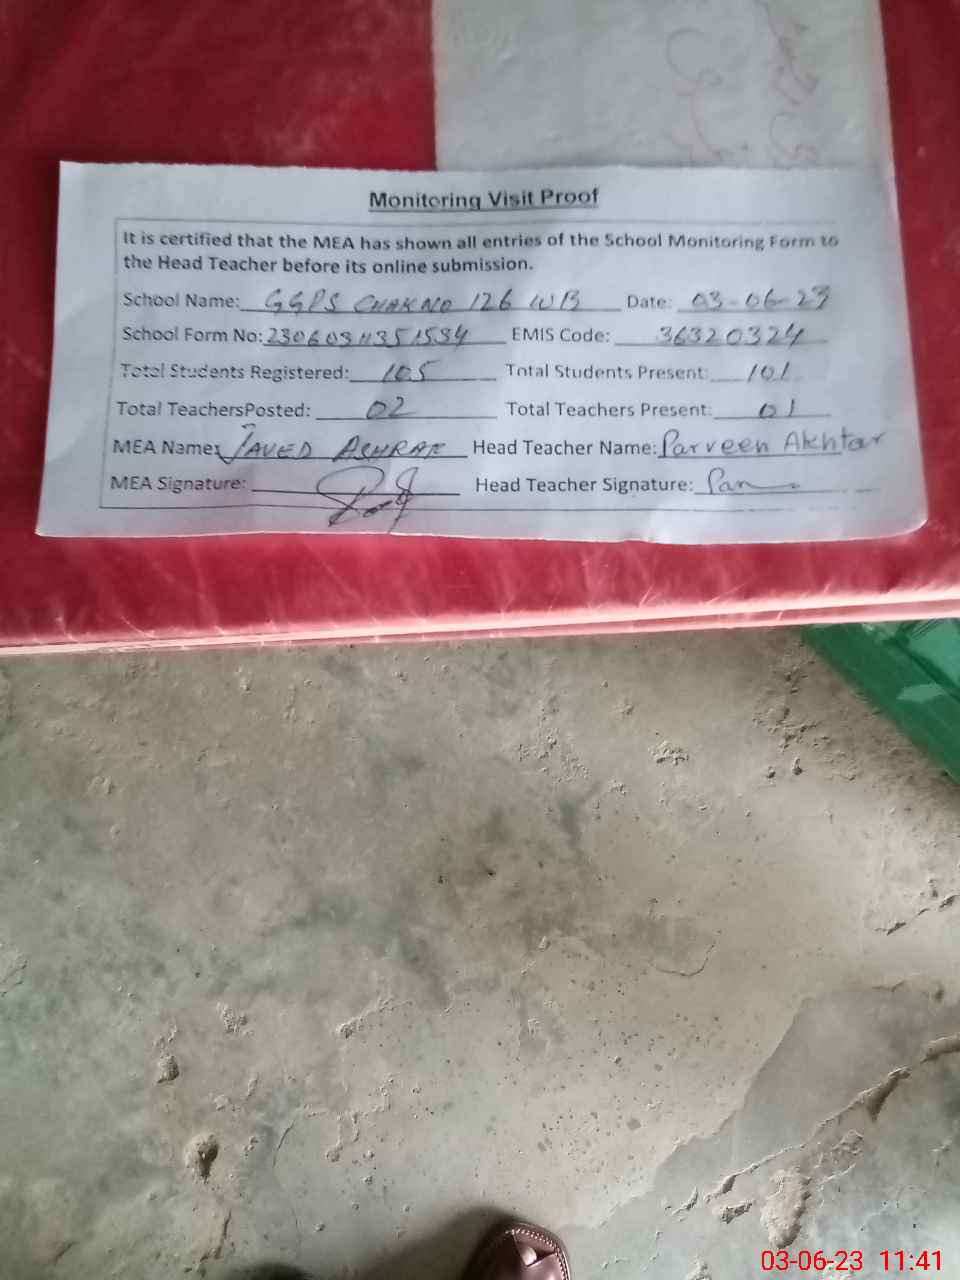 Monitoring Visit Proof
It is certified that the MEA has shown all entries of the School Monitoring Form to
the Head Teacher before its online submission.
School Name: GGPS CHAK NO 126 WB Date: 03-06-23
School Form No: EMIS Code: 36320324
Total Students Registered: 105 Total Students Present: 101
Total TeachersPosted: 02 Total Teachers Present: 01
MEA Name: JAVED ASHRAF Head Teacher Name: Parveen Akhtar
MEA Signature: Head Teacher Signature:
03-06-23 11:41